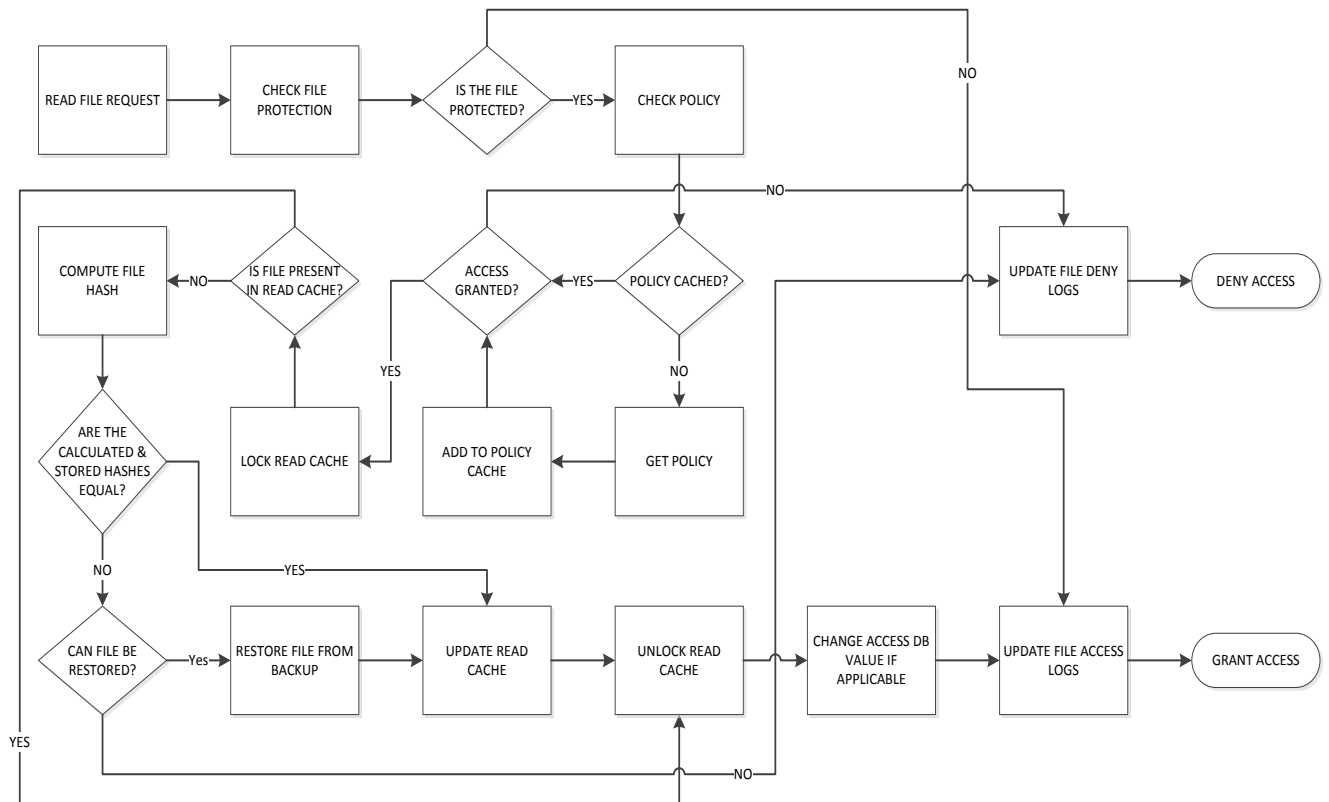 NO
READ FILE REQUEST
CHECK FILE
PROTECTION
IS THE FILE
PROTECTED?
YES
CHECK POLICY
NO
COMPUTE FILE
HASH
NO
IS FILE PRESENT
IN READ CACHE?
ACCESS
GRANTED?
YES
POLICY CACHED?
UPDATE FILE DENY
LOGS
DENY ACCESS
YES
NO
ARE THE
CALCULATED &
STORED HASHES
EQUAL?
LOCK READ CACHE
ADD TO POLICY
CACHE
GET POLICY
NO
YES
CAN FILE BE
RESTORED?
Yes
RESTORE FILE FROM
BACKUP
UPDATE READ
CACHE
UNLOCK READ
CACHE
CHANGE ACCESS DB
VALUE IF
APPLICABLE
UPDATE FILE ACCESS
LOGS
GRANT ACCESS
YES
NO